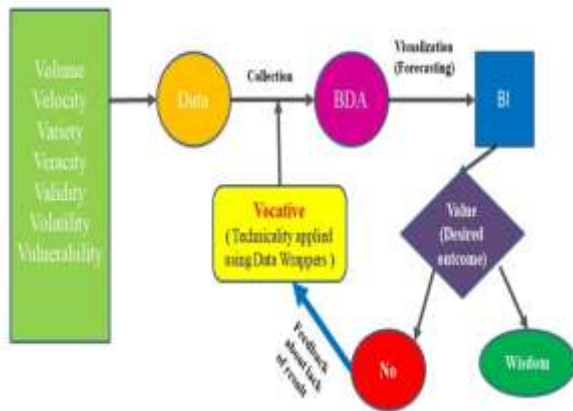 Volume
Velocity
Variety
Veracity
Validity
Volatility
Vulnerability
Data
Collection
BDA
Visualization
(Forecasting)
BI
Value
(Desired
outcome)
Vocative
( Technicality applied
using Data Wrappers )
Feedback
about lack
of result
No
Wisdom